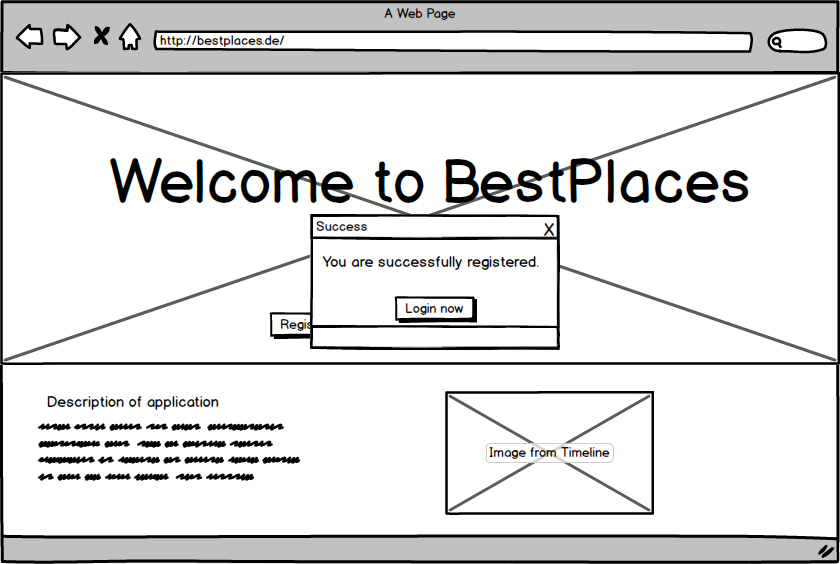 A Web Page
http://bestplaces.de/
Welcome to BestPlaces
Success
X
You are successfully registered.
Login now
Regis
Description of application
Image from Timeline